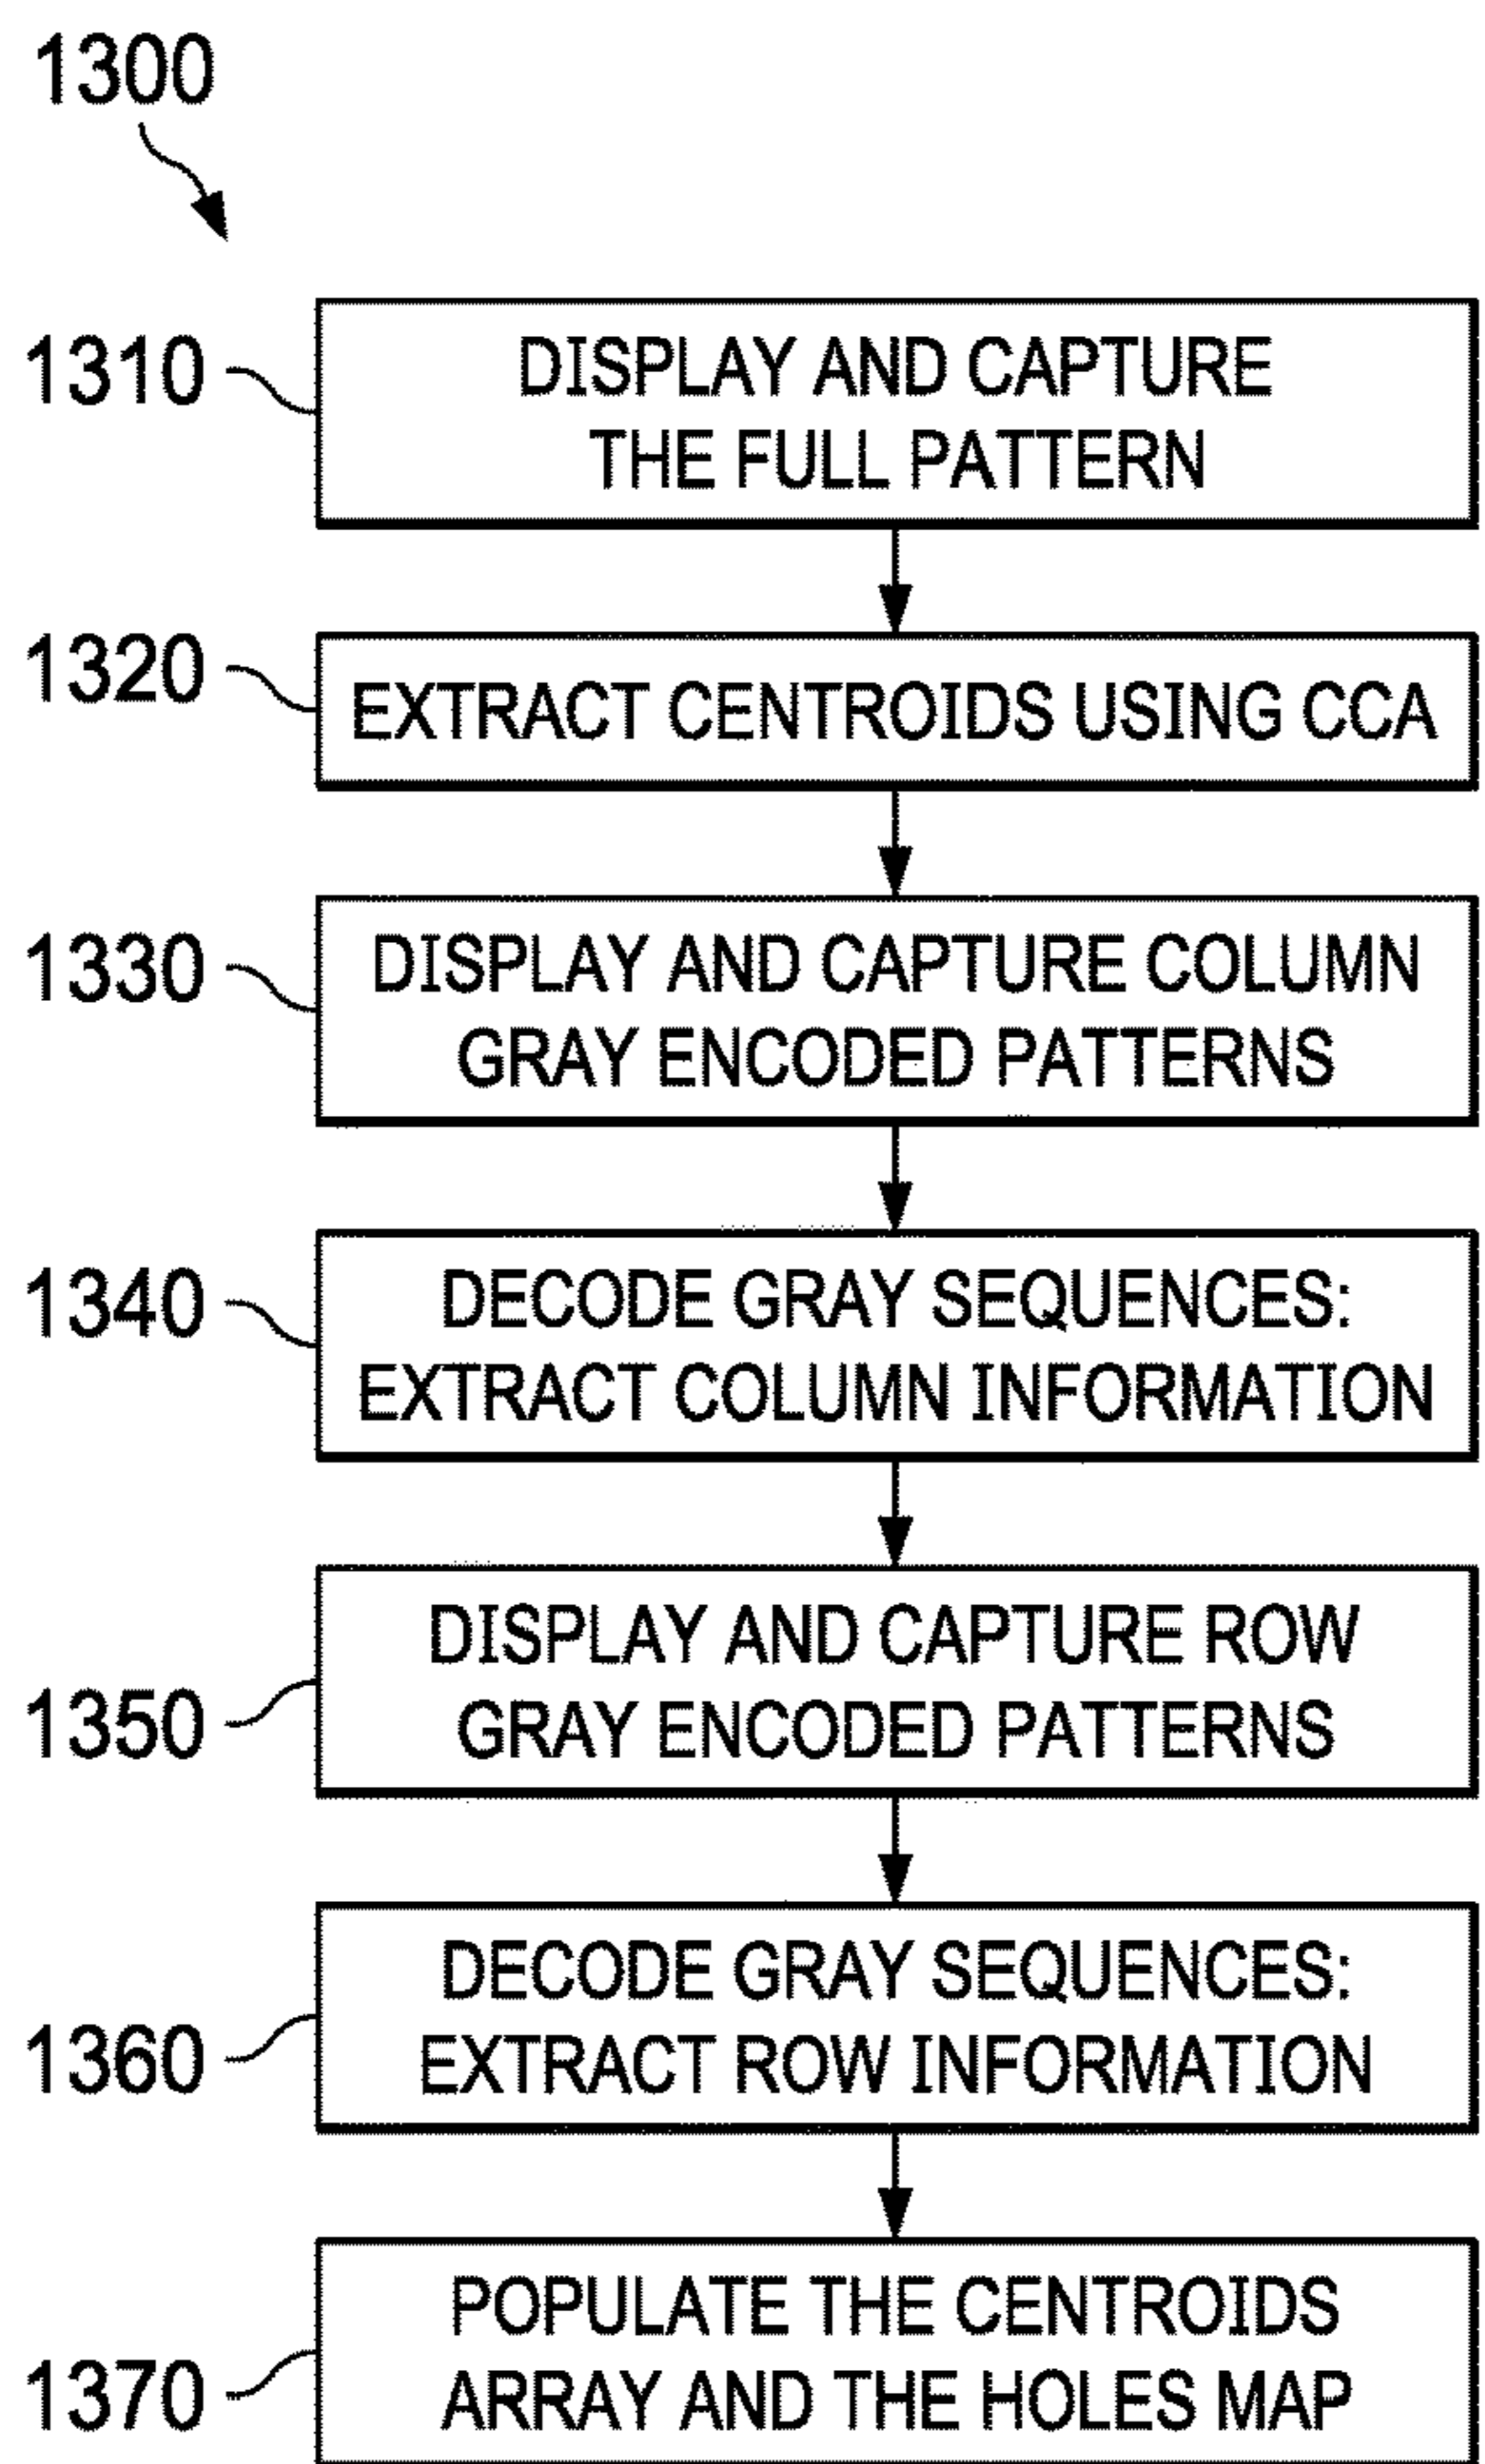 1300
1310
DISPLAY AND CAPTURE
THE FULL PATTERN
1320
EXTRACT CENTROIDS USING CCA
1330
DISPLAY AND CAPTURE COLUMN
GRAY ENCODED PATTERNS
1340
DECODE GRAY SEQUENCES:
EXTRACT COLUMN INFORMATION
1350
DISPLAY AND CAPTURE ROW
GRAY ENCODED PATTERNS
1360
DECODE GRAY SEQUENCES:
EXTRACT ROW INFORMATION
1370
POPULATE THE CENTROIDS
ARRAY AND THE HOLES MAP